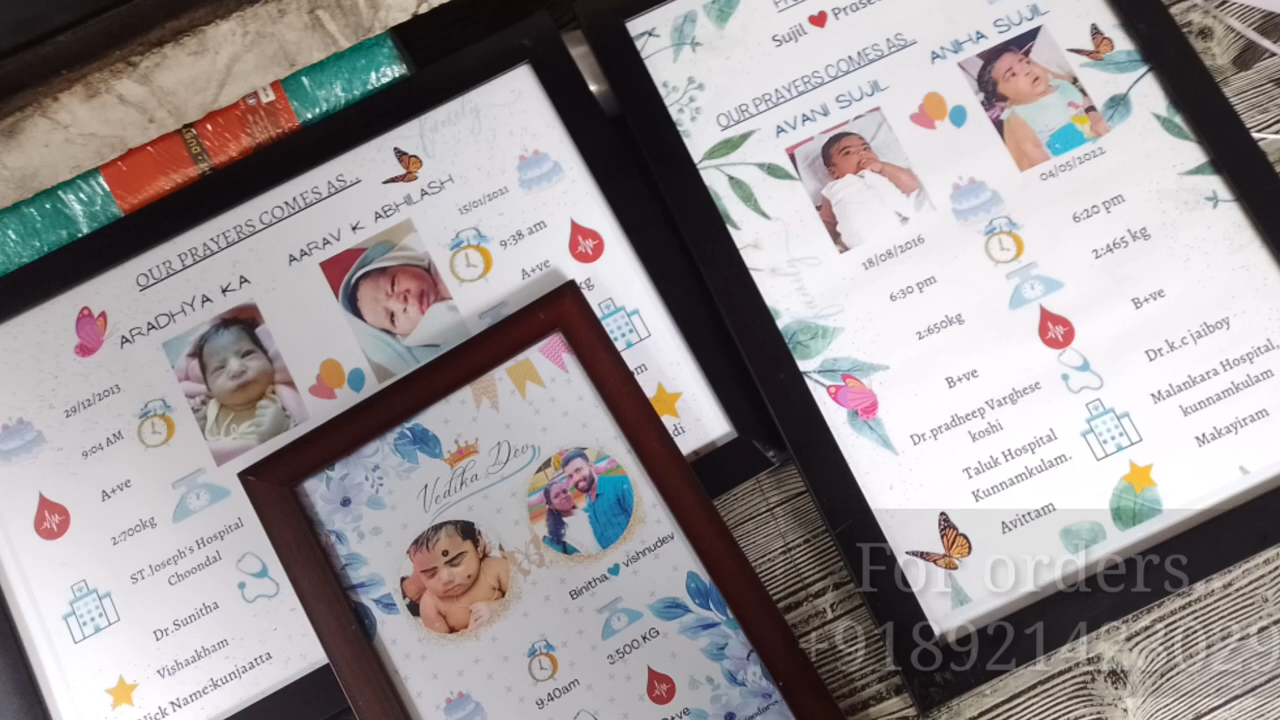 family
OUR PRAYERS COMES AS...
ARADHYA KA
AARAV K ABHILASH
29/12/2013
15/01/2021
9:04 AM
9:38 am
A+ve
A+ve
2:700kg
kg
ST.Joseph's Hospital
Choondal
Dr.Sunitha
Vishaakham
Nick Name:kunjaatta
di
Vedika Dev
Binitha vishnudev
3:500 KG
9:40am
Sujil
OUR PRAYERS COMES AS..
AVANI SUJIL
ANIHA SUJIL
18/08/2016
04/05/2022
6:30 pm
6:20 pm
2:650kg
2:465 kg
B+ve
B+ve
Dr.pradheep Varghese
koshi
Dr.k.c jaiboy
Taluk Hospital
Kunnamkulam.
Malankara Hospital,
kunnamkulam
Avittam
Makayiram
For orders